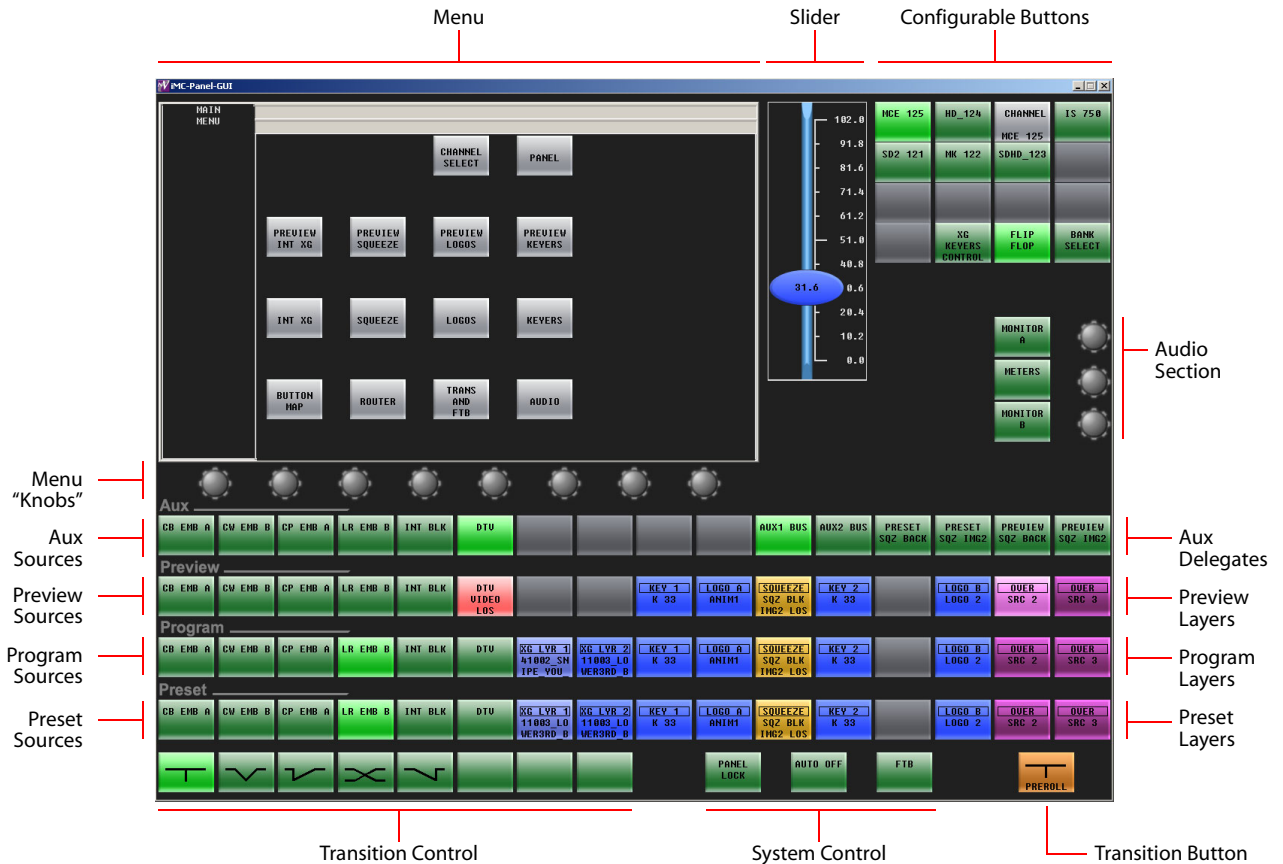 Menu
Slider
Configurable Buttons
iMC-Panel-GUI
MAIN
MENU
CHANNEL
SELECT
PANEL
PREVIEW
INT XG
PREVIEW
SQUEEZE
PREVIEW
LOGOS
PREVIEW
KEYERS
INT XG
SQUEEZE
LOGOS
KEYERS
BUTTON
MAP
ROUTER
TRANS
AND
FTB
AUDIO
102.0
91.8
81.6
71.4
61.2
51.0
40.8
31.6
0.6
20.4
10.2
0.0
MCE 125
HD_124
CHANNEL
MCE 125
IS 750
SD2 121
MK 122
SDHD_123
XG
KEYERS
CONTROL
FLIP
FLOP
BANK
SELECT
MONITOR
A
METERS
MONITOR
B
Audio
Section
Menu
“Knobs”
Aux
Aux
Sources
CB EMB A
CW EMB B
CP EMB A
LR EMB B
INT BLK
DTV
AUX1 BUS
AUX2 BUS
PRESET
SQZ BACK
PRESET
SQZ IMG2
PREVIEW
SQZ BACK
PREVIEW
SQZ IMG2
Aux
Delegates
Preview
Preview
Sources
CB EMB A
CW EMB B
CP EMB A
LR EMB B
INT BLK
DTV
VIDEO
LOS
KEY 1
K 33
LOGO A
ANIM1
SQUEEZE
SQZ BLK
IMG2 LOS
KEY 2
K 33
LOGO B
LOGO 2
OVER
SRC 2
OVER
SRC 3
Preview
Layers
Program
Program
Sources
CB EMB A
CW EMB B
CP EMB A
LR EMB B
INT BLK
DTV
XG LYR 1
41002_SN
IPE_YOU_
XG LYR 2
11003_LO
WER3RD_B
KEY 1
K 33
LOGO A
ANIM1
SQUEEZE
SQZ BLK
IMG2 LOS
KEY 2
K 33
LOGO B
LOGO 2
OVER
SRC 2
OVER
SRC 3
Program
Layers
Preset
Preset
Sources
CB EMB A
CW EMB B
CP EMB A
LR EMB B
INT BLK
DTV
XG LYR 1
11003_LO
WER3RD_B
XG LYR 2
11003_LO
WER3RD_B
KEY 1
K 33
LOGO A
ANIM1
SQUEEZE
SQZ BLK
IMG2 LOS
KEY 2
K 33
LOGO B
LOGO 2
OVER
SRC 2
OVER
SRC 3
Preset
Layers
PANEL
LOCK
AUTO OFF
FTB
PREROLL
Transition Control
System Control
Transition Button